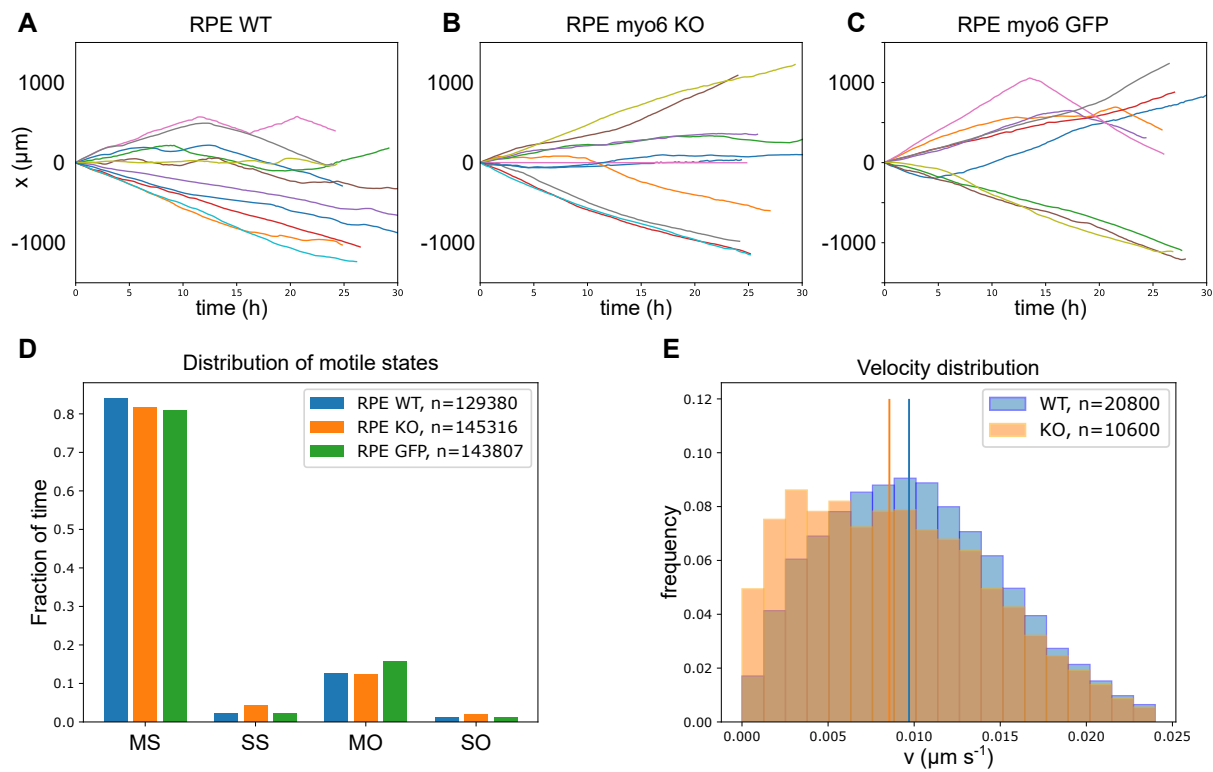 A RPE WT
B RPE myo6 KO
C RPE myo6 GFP
x (μm)
1000
0
-1000
0 5 10 15 20 25 30
time (h)
1000
0
-1000
0 5 10 15 20 25 30
time (h)
1000
0
-1000
0 5 10 15 20 25 30
time (h)
D
Distribution of motile states
Fraction of time
0.8
0.7
0.6
0.5
0.4
0.3
0.2
0.1
0.0
RPE WT, n=129380
RPE KO, n=145316
RPE GFP, n=143807
MS SS MO SO
E
Velocity distribution
frequency
0.12
0.10
0.08
0.06
0.04
0.02
0.00
WT, n=20800
KO, n=10600
0.000 0.005 0.010 0.015 0.020 0.025
v (μm s⁻¹)